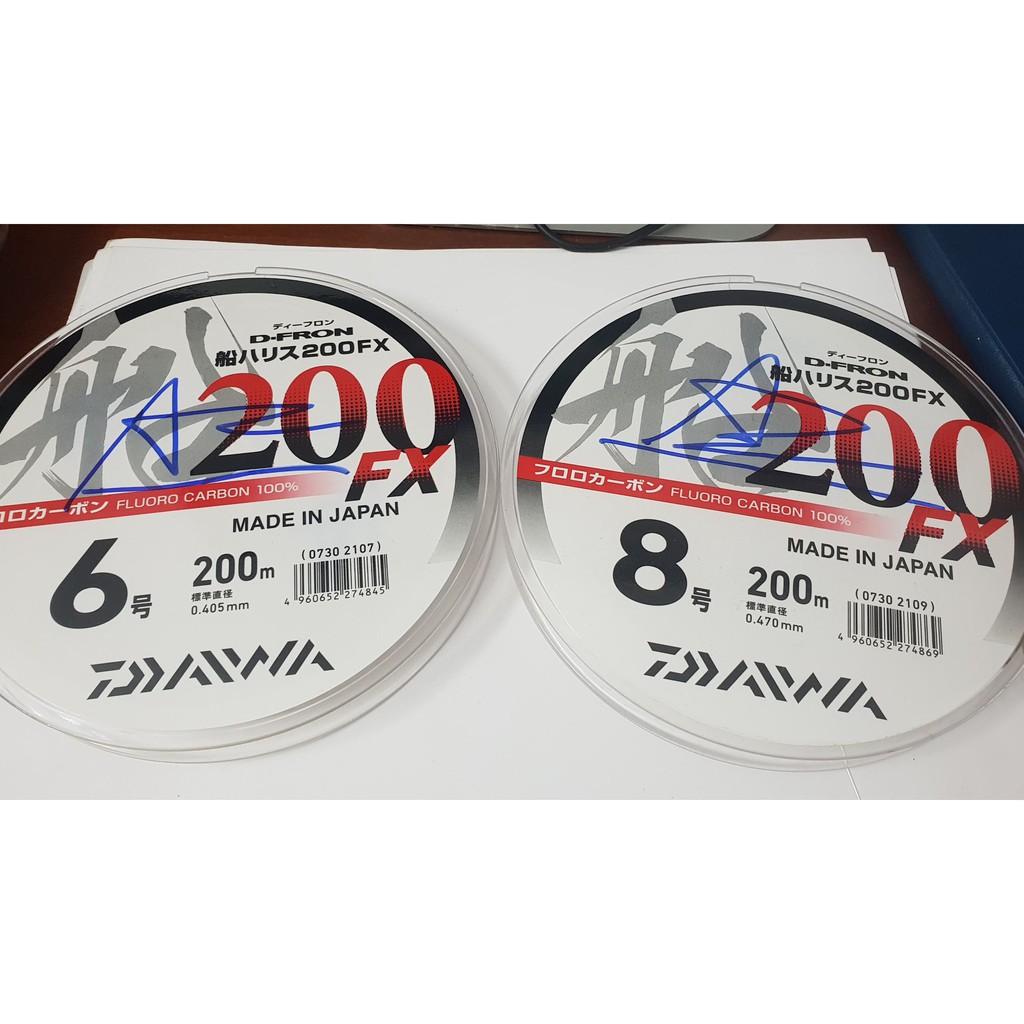 船
ディーフロン
D-FRON
船ハリス200FX
200
FX
ロロカーボン FLUORO CARBON 100%
MADE IN JAPAN
6号
200m
標準直径
0.405mm
(0730 2107)
4 960652 274845
DAIWA
船
ディーフロン
D-FRON
船ハリス200FX
200
FX
フロロカーボン FLUORO CARBON 100%
MADE IN JAPAN
8号
200m
標準直径
0.470mm
(0730 2109)
4 960652 274869
DAIWA